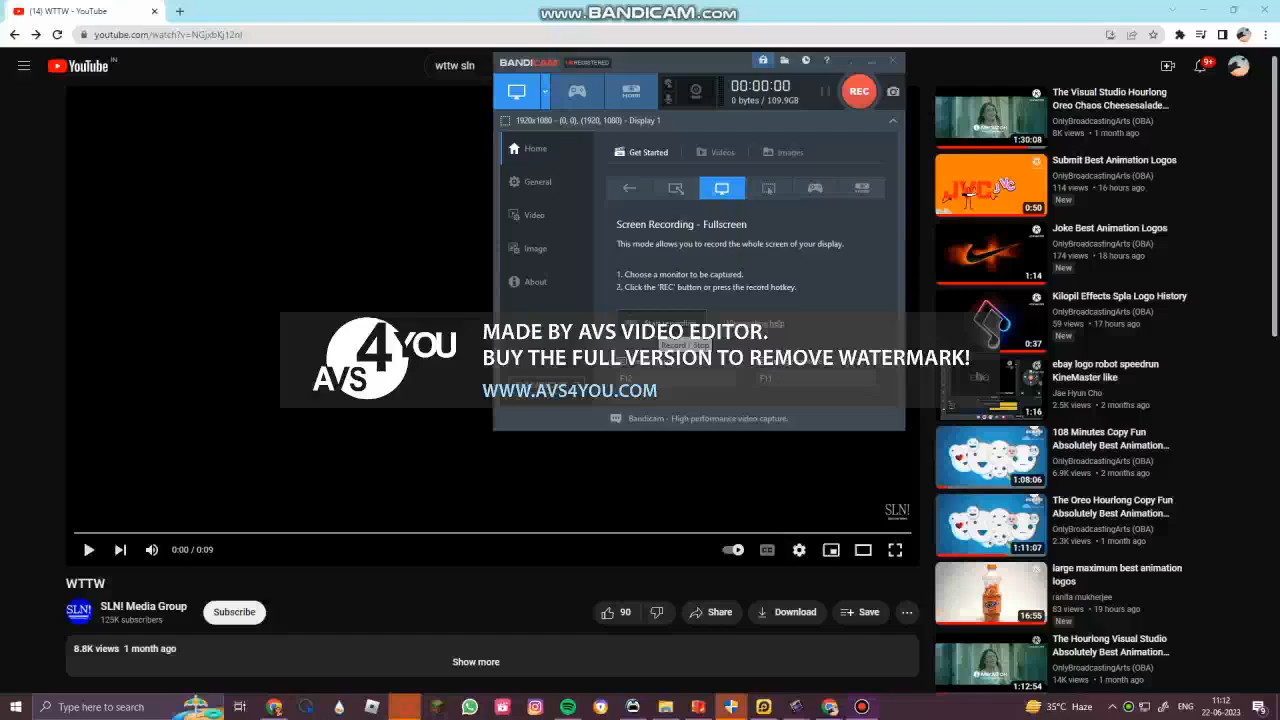 (14) WTTW - YouTube
www.BANDICAM.com
youtube.com/watch?v=NGjxbKj12nI
YouTube IN
wttw sln
9+
BANDICAM UNREGISTERED
HDMI
00:00:00
0 bytes / 109.9GB
REC
1920x1080 - (0, 0), (1920, 1080) - Display 1
Home
General
Video
Image
About
Get Started
Videos
Images
Screen Recording - Fullscreen
This mode allows you to record the whole screen of your display.
1. Choose a monitor to be captured.
2. Click the 'REC' button or press the record hotkey.
Record / Stop
F12
F11
Bandicam - High performance video capture.
AVS4YOU
MADE BY AVS VIDEO EDITOR.
BUY THE FULL VERSION TO REMOVE WATERMARK!
WWW.AVS4YOU.COM
SLN!
0:00 / 0:09
WTTW
SLN!
SLN! Media Group
125K subscribers
Subscribe
90
Share
Download
Save
8.8K views 1 month ago
Show more
The Visual Studio Hourlong
Oreo Chaos Cheesesalade...
OnlyBroadcastingArts (OBA)
8K views • 1 month ago
1:30:08
Submit Best Animation Logos
OnlyBroadcastingArts (OBA)
114 views • 16 hours ago
New
JVC JVC
0:50
Joke Best Animation Logos
OnlyBroadcastingArts (OBA)
174 views • 18 hours ago
New
1:14
Kilopil Effects Spla Logo History
OnlyBroadcastingArts (OBA)
59 views • 17 hours ago
New
0:37
ebay logo robot speedrun
KineMaster like
Jae Hyun Cho
2.5K views • 2 months ago
1:16
108 Minutes Copy Fun
Absolutely Best Animation...
OnlyBroadcastingArts (OBA)
6.9K views • 2 months ago
1:08:06
The Oreo Hourlong Copy Fun
Absolutely Best Animation...
OnlyBroadcastingArts (OBA)
2.3K views • 1 month ago
1:11:07
large maximum best animation
logos
ranita mukherjee
83 views • 19 hours ago
New
16:55
The Hourlong Visual Studio
Absolutely Best Animation...
OnlyBroadcastingArts (OBA)
14K views • 1 month ago
1:12:54
Type here to search
35°C Haze
ENG
11:12
22-06-2023